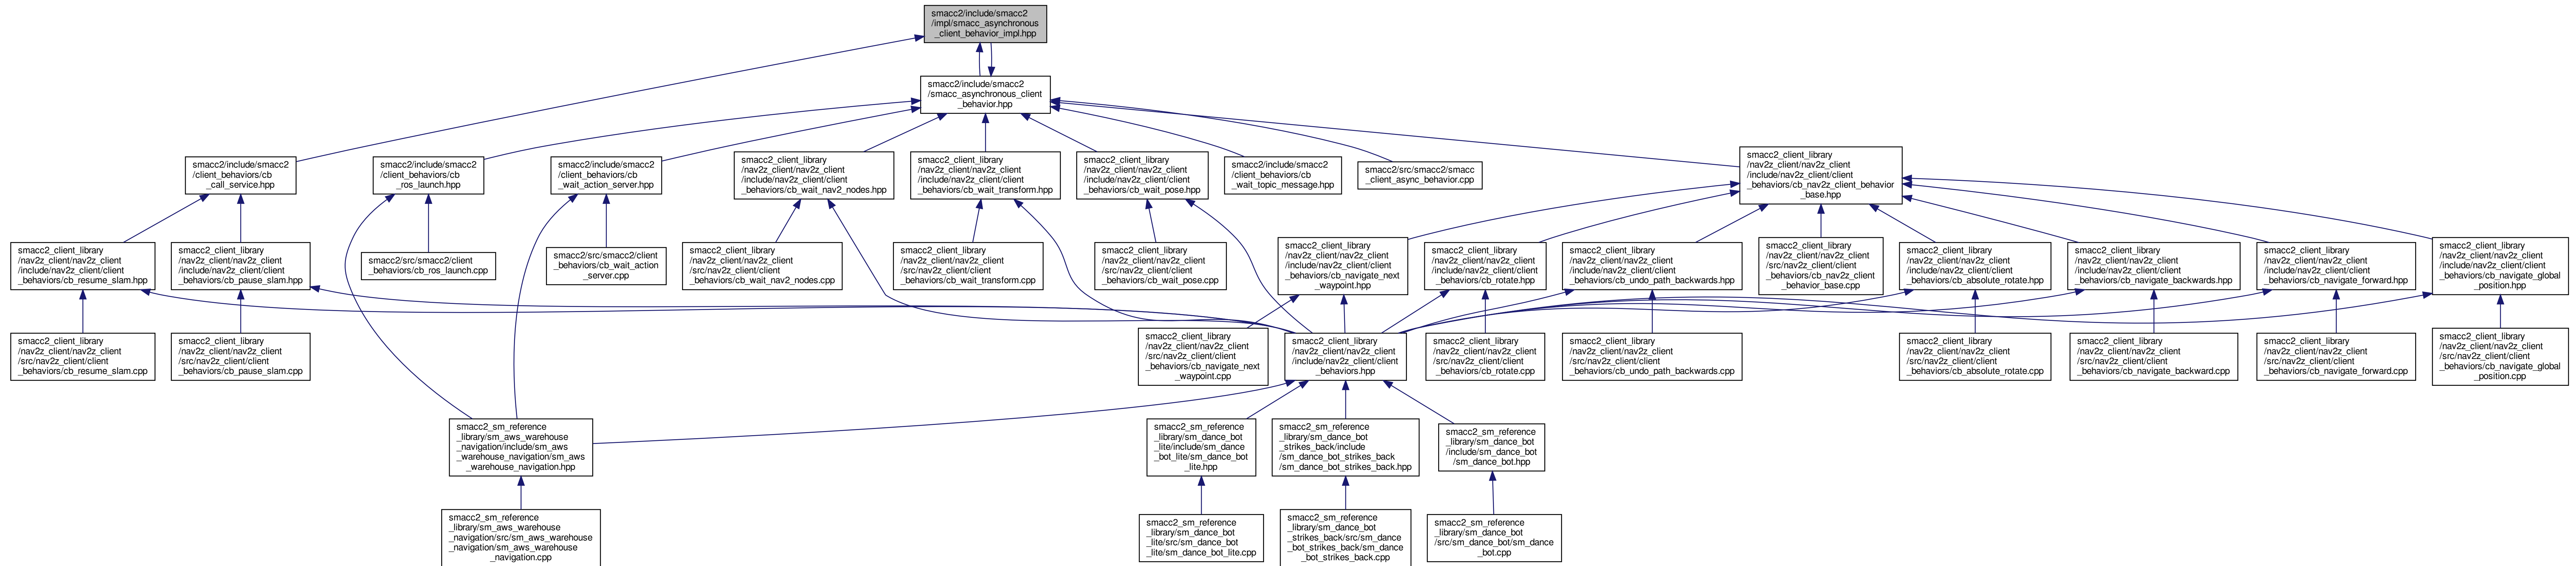 smacc2/include/smacc2
/impl/smacc_asynchronous
_client_behavior_impl.hpp
smacc2/include/smacc2
/smacc_asynchronous_client
_behavior.hpp
smacc2/include/smacc2
/client_behaviors/cb
_call_service.hpp
smacc2/include/smacc2
/client_behaviors/cb
_ros_launch.hpp
smacc2/include/smacc2
/client_behaviors/cb
_wait_action_server.hpp
smacc2_client_library
/nav2z_client/nav2z_client
/include/nav2z_client/client
_behaviors/cb_wait_nav2_nodes.hpp
smacc2_client_library
/nav2z_client/nav2z_client
/include/nav2z_client/client
_behaviors/cb_wait_transform.hpp
smacc2_client_library
/nav2z_client/nav2z_client
/include/nav2z_client/client
_behaviors/cb_wait_pose.hpp
smacc2/include/smacc2
/client_behaviors/cb
_wait_topic_message.hpp
smacc2/src/smacc2/smacc
_client_async_behavior.cpp
smacc2_client_library
/nav2z_client/nav2z_client
/include/nav2z_client/client
_behaviors/cb_nav2z_client_behavior
_base.hpp
smacc2_client_library
/nav2z_client/nav2z_client
/include/nav2z_client/client
_behaviors/cb_resume_slam.hpp
smacc2_client_library
/nav2z_client/nav2z_client
/include/nav2z_client/client
_behaviors/cb_pause_slam.hpp
smacc2/src/smacc2/client
_behaviors/cb_ros_launch.cpp
smacc2/src/smacc2/client
_behaviors/cb_wait_action
_server.cpp
smacc2_client_library
/nav2z_client/nav2z_client
/src/nav2z_client/client
_behaviors/cb_wait_nav2_nodes.cpp
smacc2_client_library
/nav2z_client/nav2z_client
/src/nav2z_client/client
_behaviors/cb_wait_transform.cpp
smacc2_client_library
/nav2z_client/nav2z_client
/src/nav2z_client/client
_behaviors/cb_wait_pose.cpp
smacc2_client_library
/nav2z_client/nav2z_client
/include/nav2z_client/client
_behaviors/cb_navigate_next
_waypoint.hpp
smacc2_client_library
/nav2z_client/nav2z_client
/include/nav2z_client/client
_behaviors/cb_rotate.hpp
smacc2_client_library
/nav2z_client/nav2z_client
/include/nav2z_client/client
_behaviors/cb_undo_path_backwards.hpp
smacc2_client_library
/nav2z_client/nav2z_client
/src/nav2z_client/client
_behaviors/cb_nav2z_client
_behavior_base.cpp
smacc2_client_library
/nav2z_client/nav2z_client
/include/nav2z_client/client
_behaviors/cb_absolute_rotate.hpp
smacc2_client_library
/nav2z_client/nav2z_client
/include/nav2z_client/client
_behaviors/cb_navigate_backwards.hpp
smacc2_client_library
/nav2z_client/nav2z_client
/include/nav2z_client/client
_behaviors/cb_navigate_forward.hpp
smacc2_client_library
/nav2z_client/nav2z_client
/include/nav2z_client/client
_behaviors/cb_navigate_global
_position.hpp
smacc2_client_library
/nav2z_client/nav2z_client
/src/nav2z_client/client
_behaviors/cb_resume_slam.cpp
smacc2_client_library
/nav2z_client/nav2z_client
/src/nav2z_client/client
_behaviors/cb_pause_slam.cpp
smacc2_client_library
/nav2z_client/nav2z_client
/src/nav2z_client/client
_behaviors/cb_navigate_next
_waypoint.cpp
smacc2_client_library
/nav2z_client/nav2z_client
/include/nav2z_client/client
_behaviors.hpp
smacc2_client_library
/nav2z_client/nav2z_client
/src/nav2z_client/client
_behaviors/cb_rotate.cpp
smacc2_client_library
/nav2z_client/nav2z_client
/src/nav2z_client/client
_behaviors/cb_undo_path_backwards.cpp
smacc2_client_library
/nav2z_client/nav2z_client
/src/nav2z_client/client
_behaviors/cb_absolute_rotate.cpp
smacc2_client_library
/nav2z_client/nav2z_client
/src/nav2z_client/client
_behaviors/cb_navigate_backward.cpp
smacc2_client_library
/nav2z_client/nav2z_client
/src/nav2z_client/client
_behaviors/cb_navigate_forward.cpp
smacc2_client_library
/nav2z_client/nav2z_client
/src/nav2z_client/client
_behaviors/cb_navigate_global
_position.cpp
smacc2_sm_reference
_library/sm_aws_warehouse
_navigation/include/sm_aws
_warehouse_navigation/sm_aws
_warehouse_navigation.hpp
smacc2_sm_reference
_library/sm_dance_bot
_lite/include/sm_dance
_bot_lite/sm_dance_bot
_lite.hpp
smacc2_sm_reference
_library/sm_dance_bot
_strikes_back/include
/sm_dance_bot_strikes_back
/sm_dance_bot_strikes_back.hpp
smacc2_sm_reference
_library/sm_dance_bot
/include/sm_dance_bot
/sm_dance_bot.hpp
smacc2_sm_reference
_library/sm_aws_warehouse
_navigation/src/sm_aws_warehouse
_navigation/sm_aws_warehouse
_navigation.cpp
smacc2_sm_reference
_library/sm_dance_bot
_lite/src/sm_dance_bot
_lite/sm_dance_bot_lite.cpp
smacc2_sm_reference
_library/sm_dance_bot
_strikes_back/src/sm_dance
_bot_strikes_back/sm_dance
_bot_strikes_back.cpp
smacc2_sm_reference
_library/sm_dance_bot
/src/sm_dance_bot/sm_dance
_bot.cpp